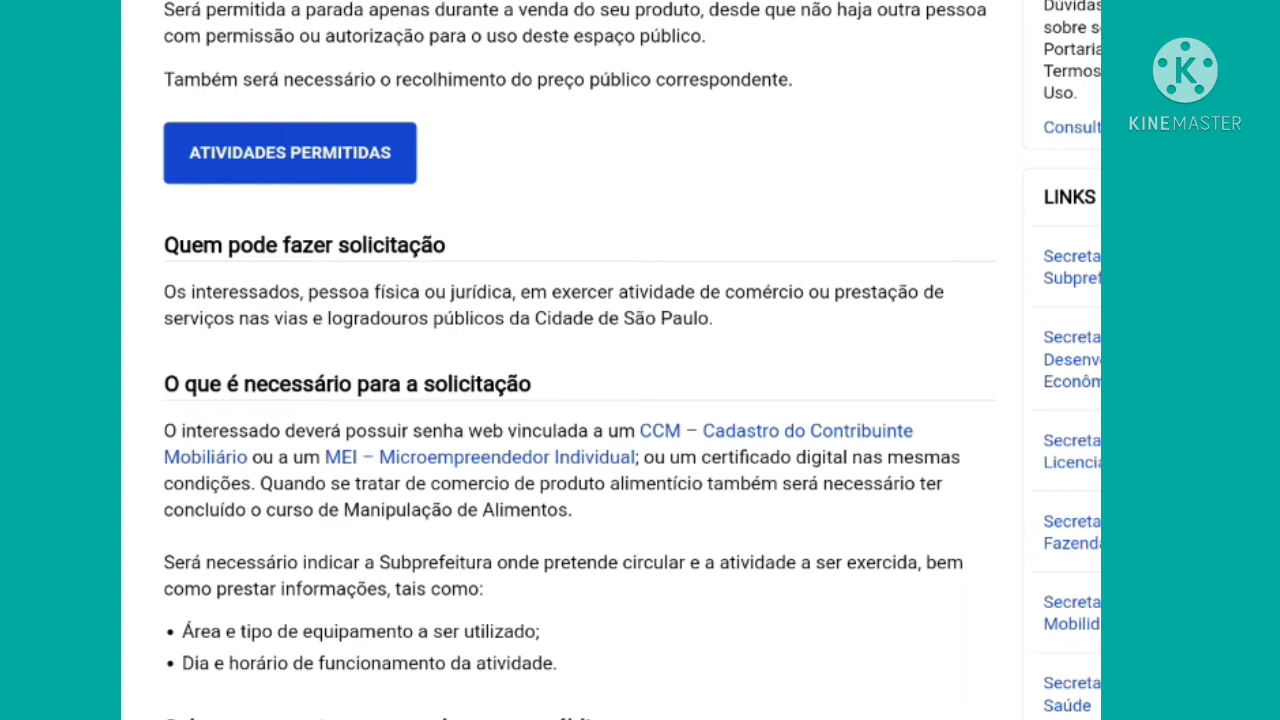 Será permitida a parada apenas durante a venda do seu produto, desde que não haja outra pessoa
com permissão ou autorização para o uso deste espaço público.
Também será necessário o recolhimento do preço público correspondente.
ATIVIDADES PERMITIDAS
Quem pode fazer solicitação
Os interessados, pessoa física ou jurídica, em exercer atividade de comércio ou prestação de
serviços nas vias e logradouros públicos da Cidade de São Paulo.
O que é necessário para a solicitação
O interessado deverá possuir senha web vinculada a um CCM – Cadastro do Contribuinte
Mobiliário ou a um MEI – Microempreendedor Individual; ou um certificado digital nas mesmas
condições. Quando se tratar de comercio de produto alimentício também será necessário ter
concluído o curso de Manipulação de Alimentos.
Será necessário indicar a Subprefeitura onde pretende circular e a atividade a ser exercida, bem
como prestar informações, tais como:
• Área e tipo de equipamento a ser utilizado;
• Dia e horário de funcionamento da atividade.
Dúvidas
sobre s
Portaria
Termos
Uso.
Consult
LINKS
Secreta
Subpref
Secreta
Desenv
Econôm
Secreta
Licencia
Secreta
Fazenda
Secreta
Mobilid
Secreta
Saúde
K
KINEMASTER